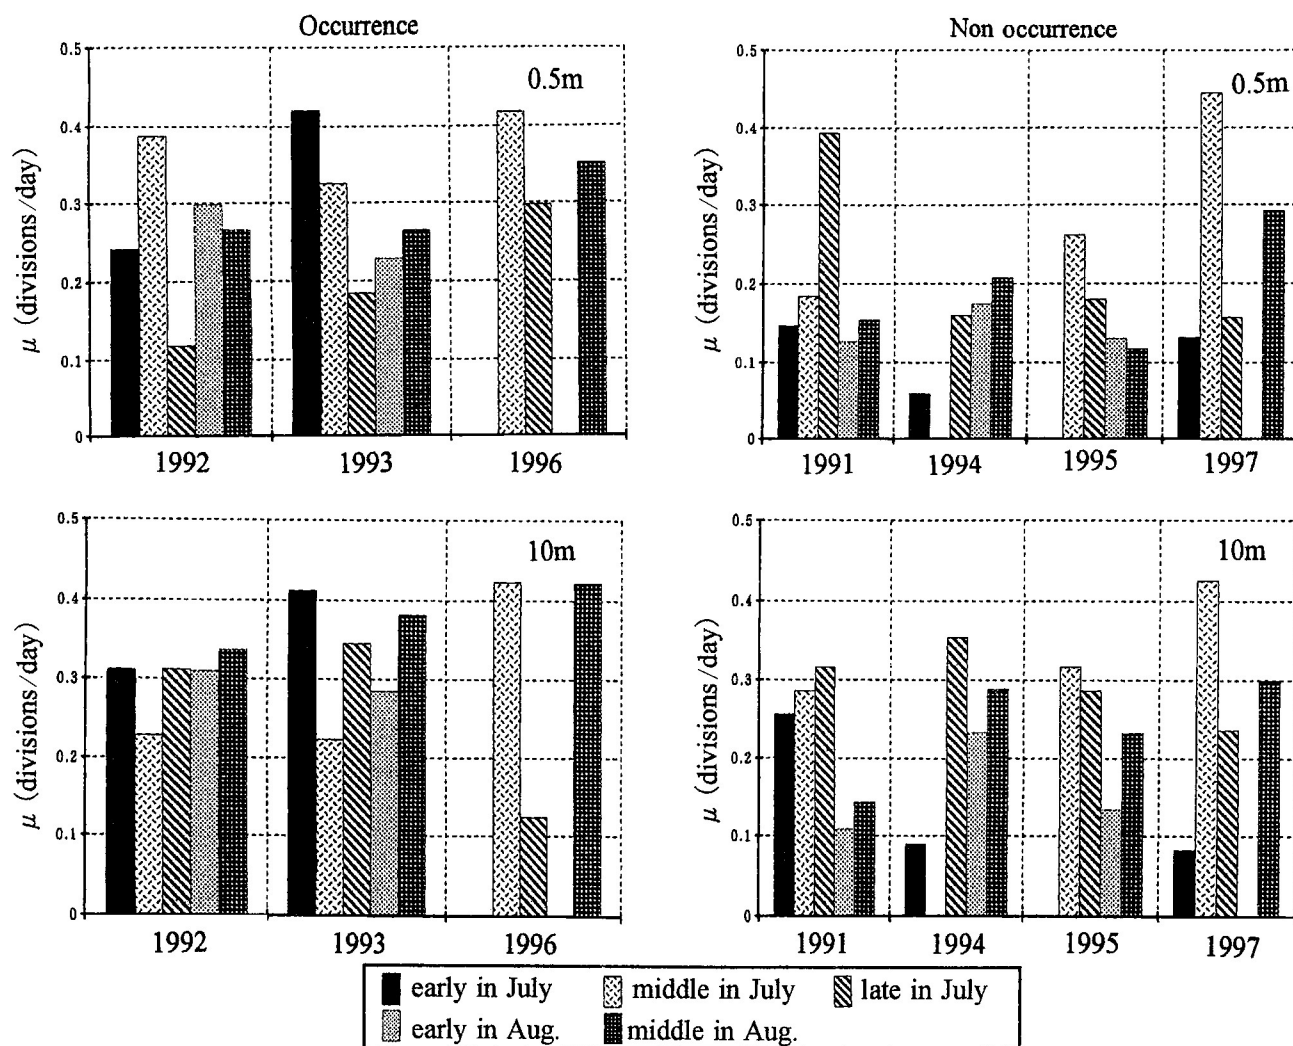 Occurrence
0.5
0.4
0.3
0.2
0.1
0
μ (divisions/day)
0.5m
1992 1993 1996
Non occurrence
0.5
0.4
0.3
0.2
0.1
0
μ (divisions/day)
0.5m
1991 1994 1995 1997
0.5
0.4
0.3
0.2
0.1
0
μ (divisions/day)
10m
1992 1993 1996
0.5
0.4
0.3
0.2
0.1
0
μ (divisions/day)
10m
1991 1994 1995 1997
early in July middle in July late in July
early in Aug. middle in Aug.